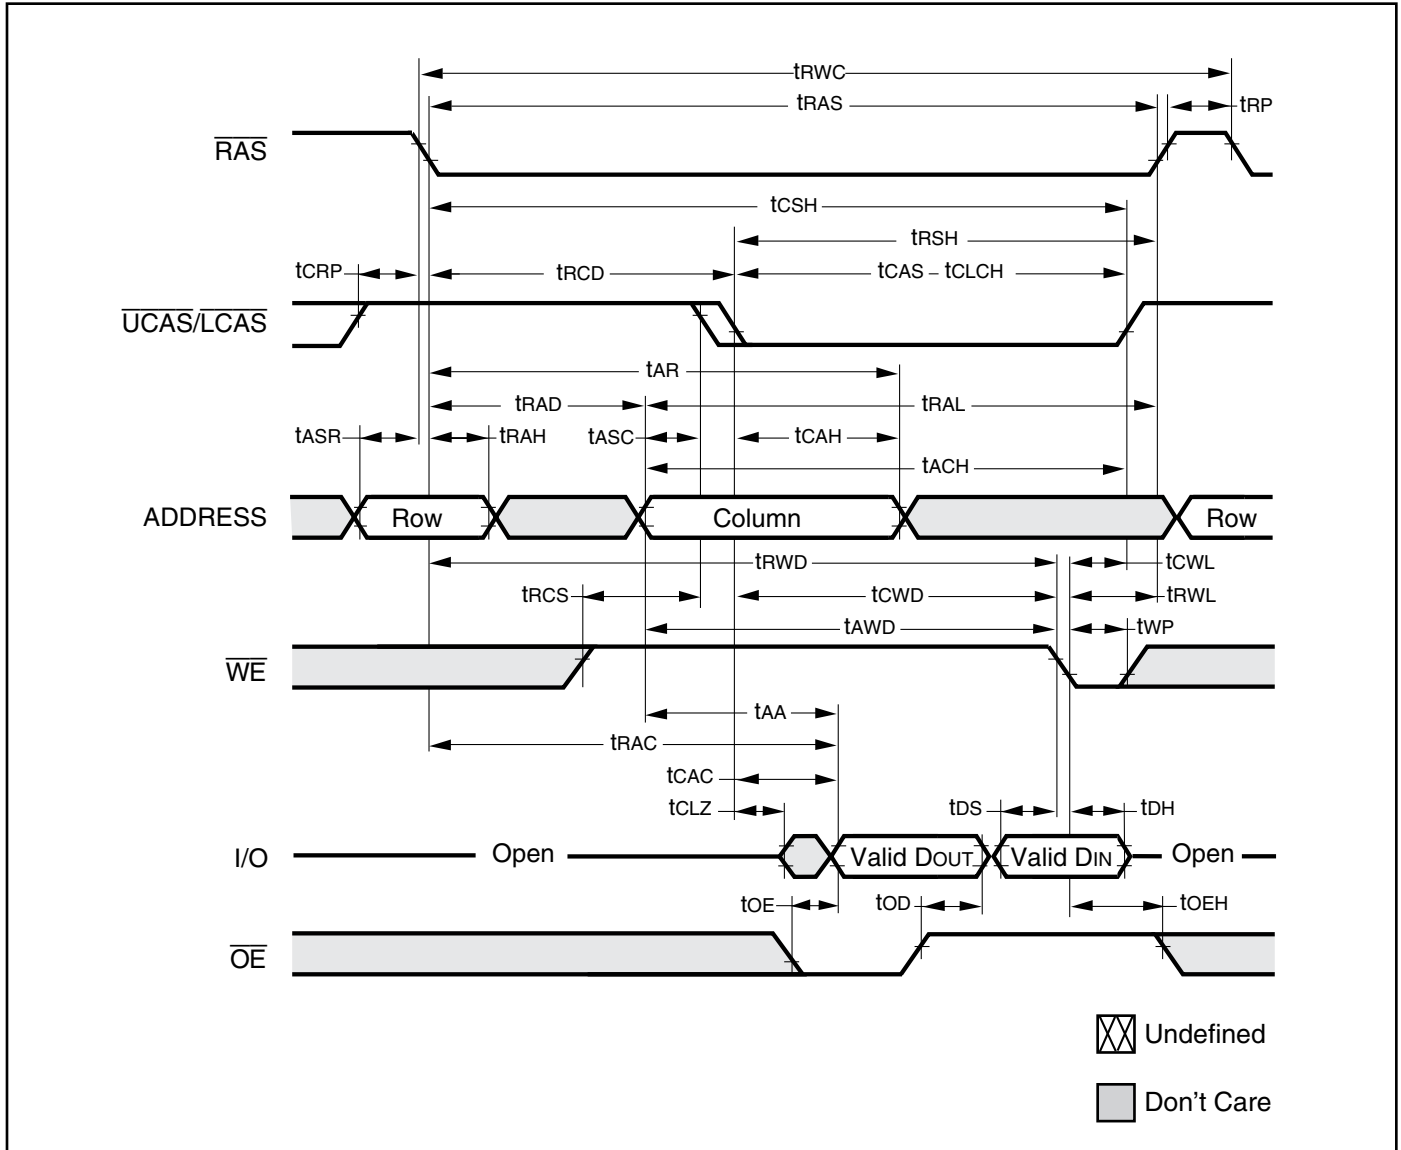 tRWC
tRAS
tRP
RAS
tCSH
tRSH
tCRP
tRCD
tCAS – tCLCH
UCAS/LCAS
tAR
tRAD
tRAL
tASR
tRAH
tASC
tCAH
tACH
ADDRESS
Row
Column
Row
tRWD
tCWL
tRCS
tCWD
tRWL
tAWD
tWP
WE
tAA
tRAC
tCAC
tCLZ
tDS
tDH
I/O
Open
Valid DOUT
Valid DIN
Open
tOE
tOD
tOEH
OE
Undefined
Don't Care